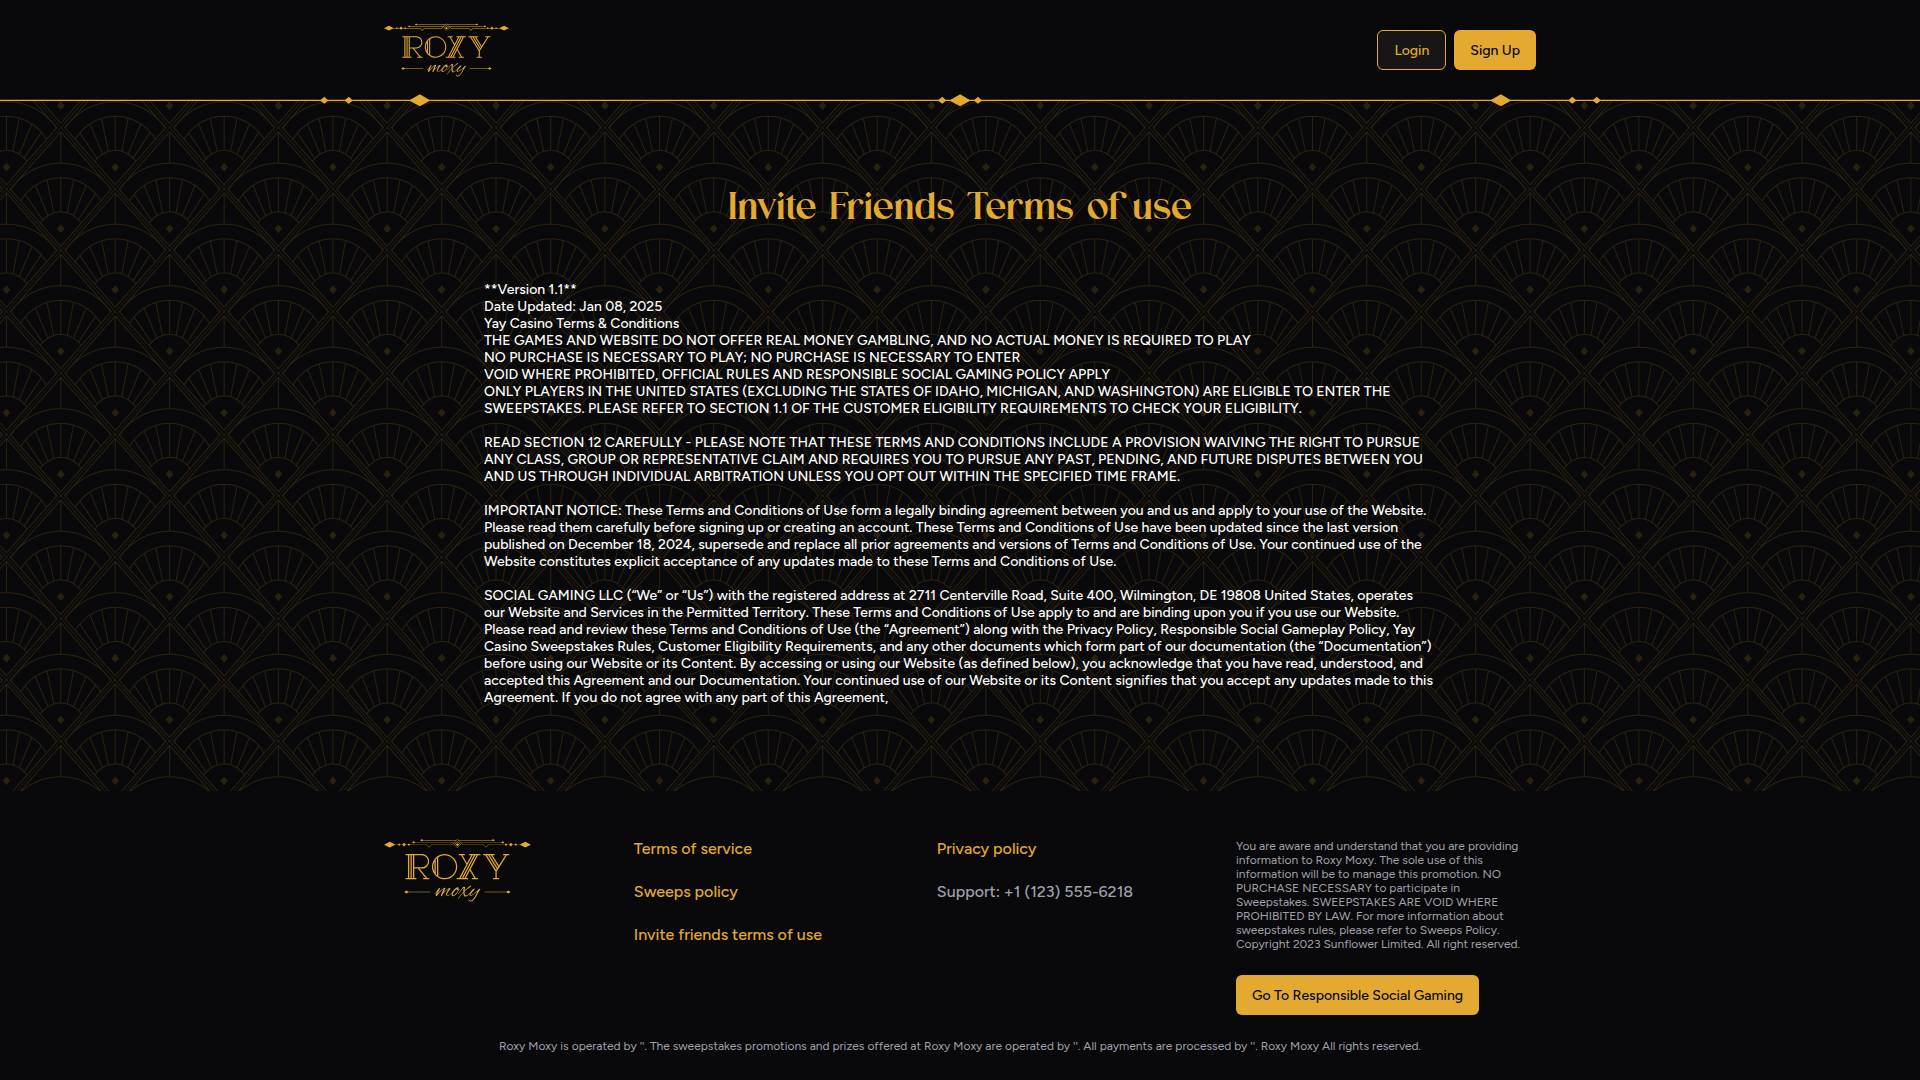 ROXY
moxy
Login
Sign Up
Invite Friends Terms of use
**Version 1.1**
Date Updated: Jan 08, 2025
Yay Casino Terms & Conditions
THE GAMES AND WEBSITE DO NOT OFFER REAL MONEY GAMBLING, AND NO ACTUAL MONEY IS REQUIRED TO PLAY
NO PURCHASE IS NECESSARY TO PLAY; NO PURCHASE IS NECESSARY TO ENTER
VOID WHERE PROHIBITED, OFFICIAL RULES AND RESPONSIBLE SOCIAL GAMING POLICY APPLY
ONLY PLAYERS IN THE UNITED STATES (EXCLUDING THE STATES OF IDAHO, MICHIGAN, AND WASHINGTON) ARE ELIGIBLE TO ENTER THE
SWEEPSTAKES. PLEASE REFER TO SECTION 1.1 OF THE CUSTOMER ELIGIBILITY REQUIREMENTS TO CHECK YOUR ELIGIBILITY.
READ SECTION 12 CAREFULLY - PLEASE NOTE THAT THESE TERMS AND CONDITIONS INCLUDE A PROVISION WAIVING THE RIGHT TO PURSUE
ANY CLASS, GROUP OR REPRESENTATIVE CLAIM AND REQUIRES YOU TO PURSUE ANY PAST, PENDING, AND FUTURE DISPUTES BETWEEN YOU
AND US THROUGH INDIVIDUAL ARBITRATION UNLESS YOU OPT OUT WITHIN THE SPECIFIED TIME FRAME.
IMPORTANT NOTICE: These Terms and Conditions of Use form a legally binding agreement between you and us and apply to your use of the Website.
Please read them carefully before signing up or creating an account. These Terms and Conditions of Use have been updated since the last version
published on December 18, 2024, supersede and replace all prior agreements and versions of Terms and Conditions of Use. Your continued use of the
Website constitutes explicit acceptance of any updates made to these Terms and Conditions of Use.
SOCIAL GAMING LLC (“We” or “Us”) with the registered address at 2711 Centerville Road, Suite 400, Wilmington, DE 19808 United States, operates
our Website and Services in the Permitted Territory. These Terms and Conditions of Use apply to and are binding upon you if you use our Website.
Please read and review these Terms and Conditions of Use (the “Agreement”) along with the Privacy Policy, Responsible Social Gameplay Policy, Yay
Casino Sweepstakes Rules, Customer Eligibility Requirements, and any other documents which form part of our documentation (the “Documentation”)
before using our Website or its Content. By accessing or using our Website (as defined below), you acknowledge that you have read, understood, and
accepted this Agreement and our Documentation. Your continued use of our Website or its Content signifies that you accept any updates made to this
Agreement. If you do not agree with any part of this Agreement,
ROXY
moxy
Terms of service
Sweeps policy
Invite friends terms of use
Privacy policy
Support: +1 (123) 555-6218
You are aware and understand that you are providing
information to Roxy Moxy. The sole use of this
information will be to manage this promotion. NO
PURCHASE NECESSARY to participate in
Sweepstakes. SWEEPSTAKES ARE VOID WHERE
PROHIBITED BY LAW. For more information about
sweepstakes rules, please refer to Sweeps Policy.
Copyright 2023 Sunflower Limited. All right reserved.
Go To Responsible Social Gaming
Roxy Moxy is operated by ''. The sweepstakes promotions and prizes offered at Roxy Moxy are operated by ''. All payments are processed by ''. Roxy Moxy All rights reserved.